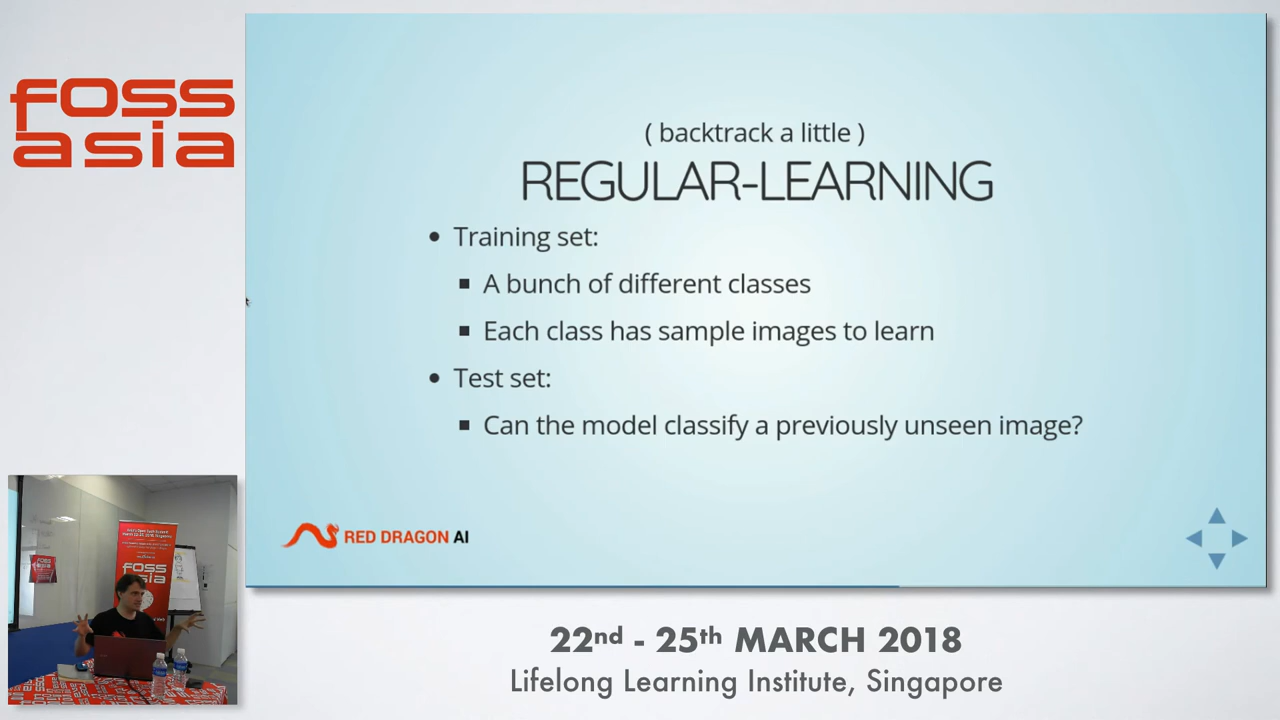 foss
asia
( backtrack a little )
REGULAR-LEARNING
• Training set:
▪ A bunch of different classes
▪ Each class has sample images to learn
• Test set:
▪ Can the model classify a previously unseen image?
RED DRAGON AI
foss
asia
22nd - 25th MARCH 2018
Lifelong Learning Institute, Singapore